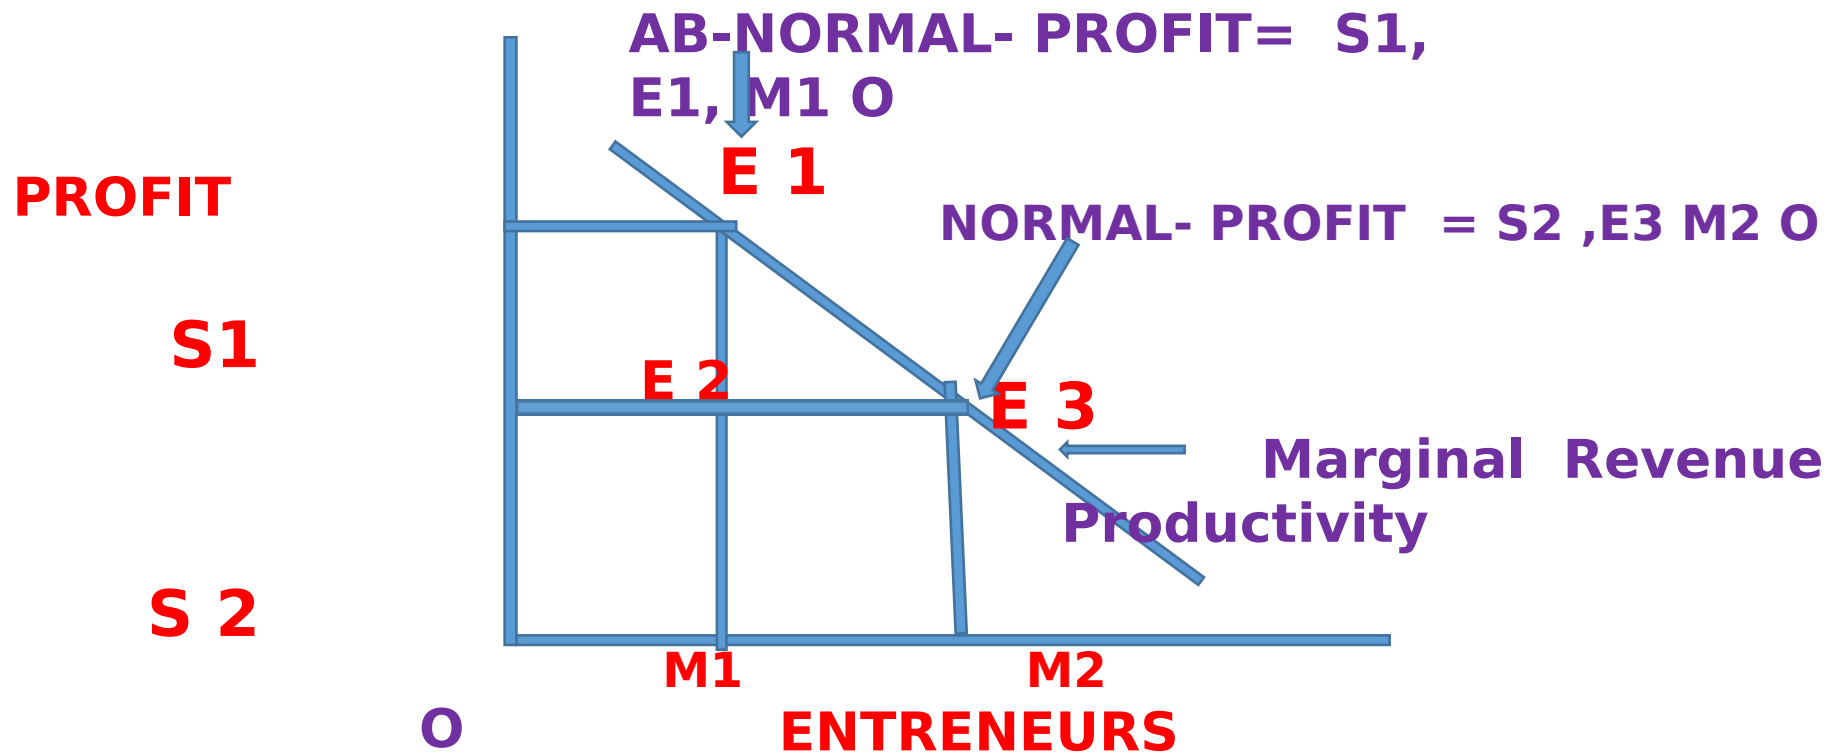 AB-NORMAL- PROFIT= S1,
E1, M1 O
E 1
PROFIT
NORMAL- PROFIT = S2 ,E3 M2 O
S1
E 2
E 3
Marginal Revenue
Productivity
S 2
M1
M2
O
ENTRENEURS